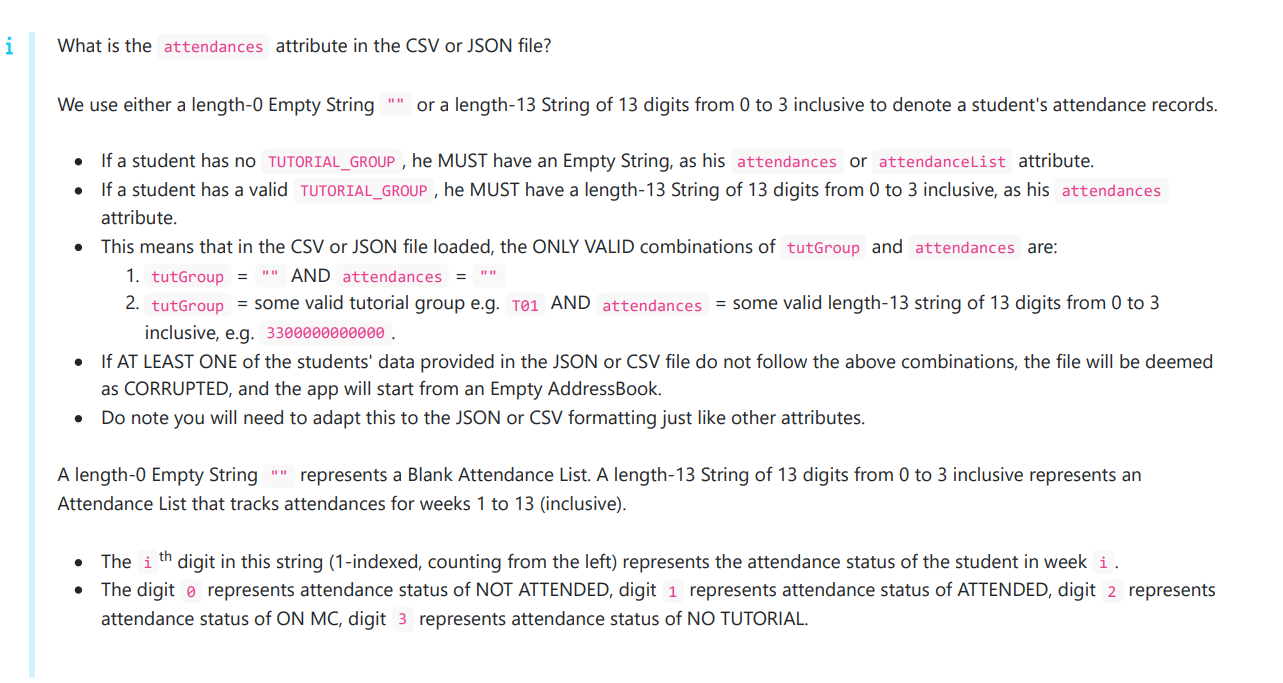 i
What is the attendances attribute in the CSV or JSON file?
We use either a length-0 Empty String "" or a length-13 String of 13 digits from 0 to 3 inclusive to denote a student's attendance records.
• If a student has no TUTORIAL_GROUP , he MUST have an Empty String, as his attendances or attendanceList attribute.
• If a student has a valid TUTORIAL_GROUP , he MUST have a length-13 String of 13 digits from 0 to 3 inclusive, as his attendances
attribute.
• This means that in the CSV or JSON file loaded, the ONLY VALID combinations of tutGroup and attendances are:
1. tutGroup = "" AND attendances = ""
2. tutGroup = some valid tutorial group e.g. T01 AND attendances = some valid length-13 string of 13 digits from 0 to 3
inclusive, e.g. 3300000000000 .
• If AT LEAST ONE of the students' data provided in the JSON or CSV file do not follow the above combinations, the file will be deemed
as CORRUPTED, and the app will start from an Empty AddressBook.
• Do note you will need to adapt this to the JSON or CSV formatting just like other attributes.
A length-0 Empty String "" represents a Blank Attendance List. A length-13 String of 13 digits from 0 to 3 inclusive represents an
Attendance List that tracks attendances for weeks 1 to 13 (inclusive).
• The i th digit in this string (1-indexed, counting from the left) represents the attendance status of the student in week i .
• The digit 0 represents attendance status of NOT ATTENDED, digit 1 represents attendance status of ATTENDED, digit 2 represents
attendance status of ON MC, digit 3 represents attendance status of NO TUTORIAL.